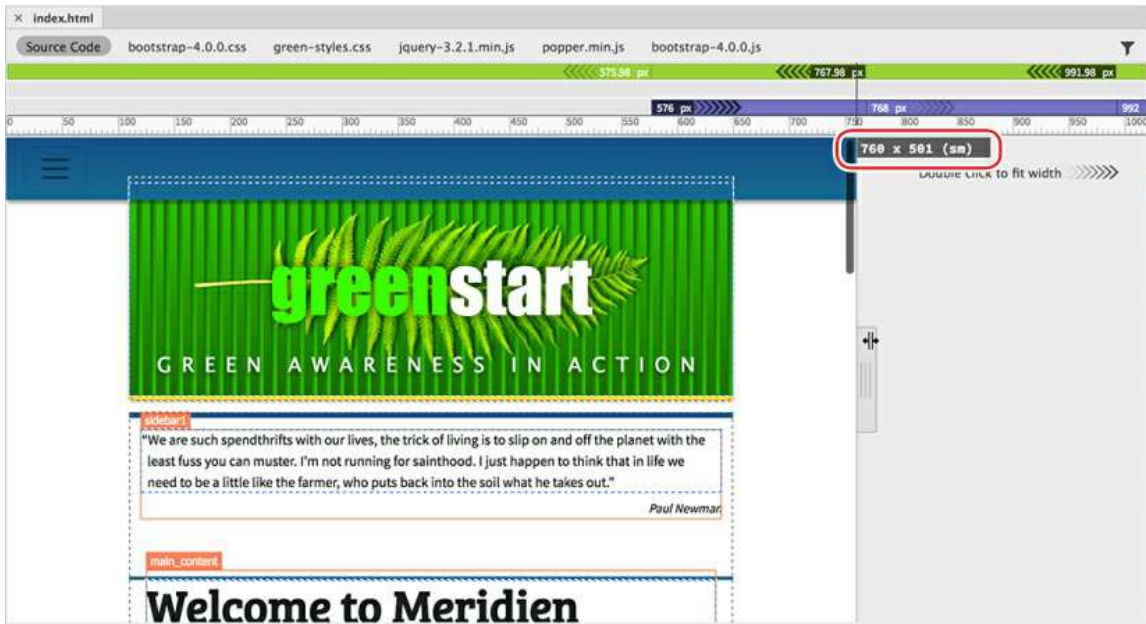 × index.html
Source Code bootstrap-4.0.0.css green-styles.css jquery-3.2.1.min.js popper.min.js bootstrap-4.0.0.js
575.98 px 767.98 px 991.98 px
576 px 768 px 992
0 50 100 150 200 250 300 350 400 450 500 550 600 650 700 750 800 850 900 950 1000
760 x 501 (sm)
Double click to fit width
greenstart
GREEN AWARENESS IN ACTION
sidebar1
“We are such spendthrifts with our lives, the trick of living is to slip on and off the planet with the
least fuss you can muster. I’m not running for sainthood. I just happen to think that in life we
need to be a little like the farmer, who puts back into the soil what he takes out.”
Paul Newman
main_content
Welcome to Meridien